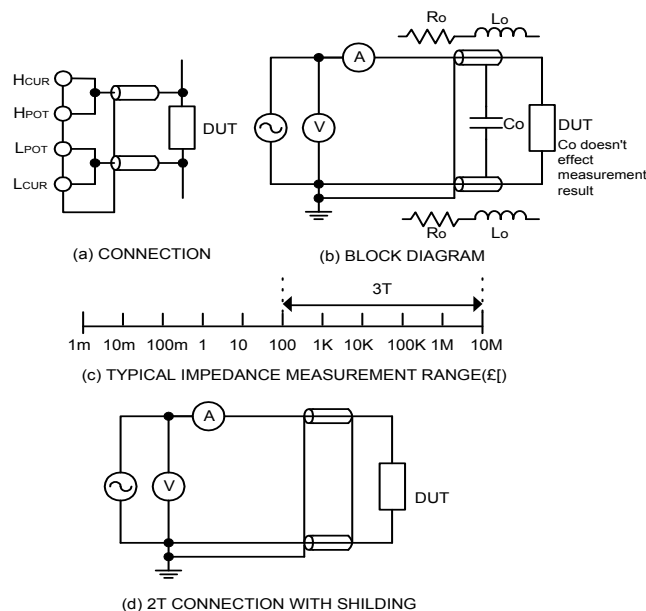 Ro Lo
HCUR
HPOT
LPOT
LCUR
DUT
A
V
Co
DUT
Co doesn't
effect
measurement
result
Ro Lo
(a) CONNECTION
(b) BLOCK DIAGRAM
3T
1m 10m 100m 1 10 100 1K 10K 100K 1M 10M
(c) TYPICAL IMPEDANCE MEASUREMENT RANGE(£[)
A
V
DUT
(d) 2T CONNECTION WITH SHILDING